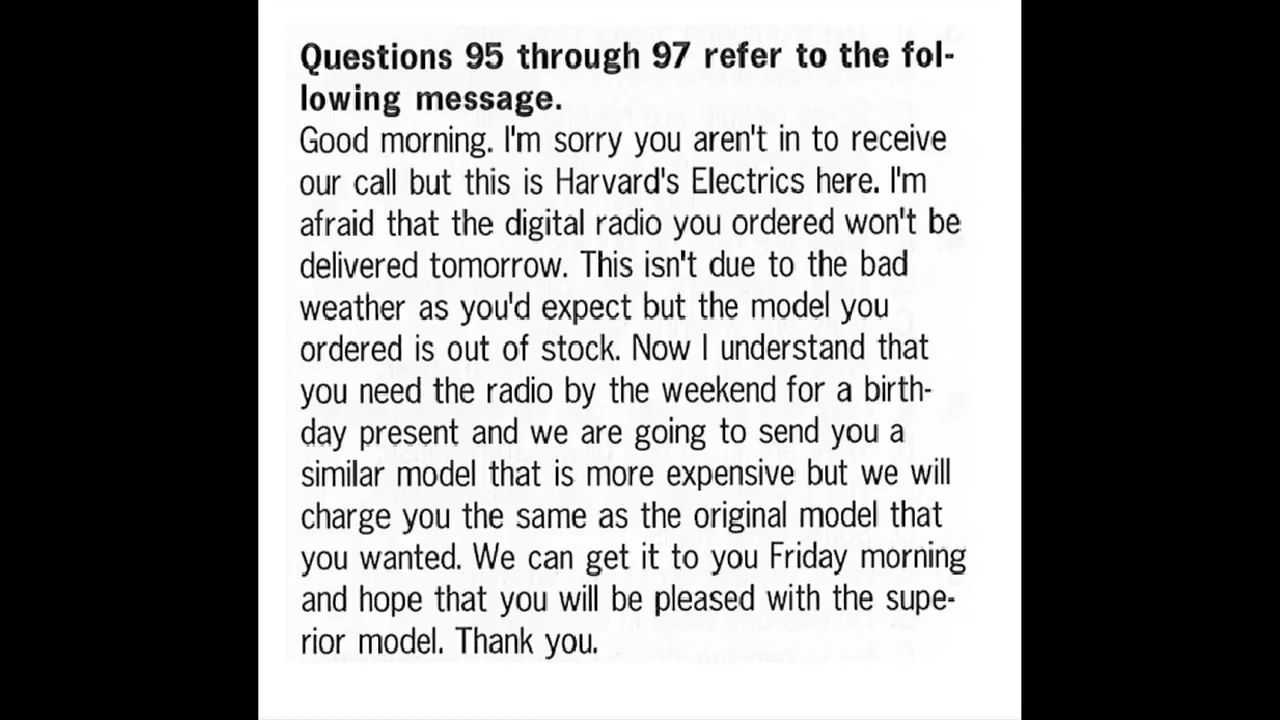 Questions 95 through 97 refer to the fol-
lowing message.
Good morning. I'm sorry you aren't in to receive
our call but this is Harvard's Electrics here. I'm
afraid that the digital radio you ordered won't be
delivered tomorrow. This isn't due to the bad
weather as you'd expect but the model you
ordered is out of stock. Now I understand that
you need the radio by the weekend for a birth-
day present and we are going to send you a
similar model that is more expensive but we will
charge you the same as the original model that
you wanted. We can get it to you Friday morning
and hope that you will be pleased with the supe-
rior model. Thank you.